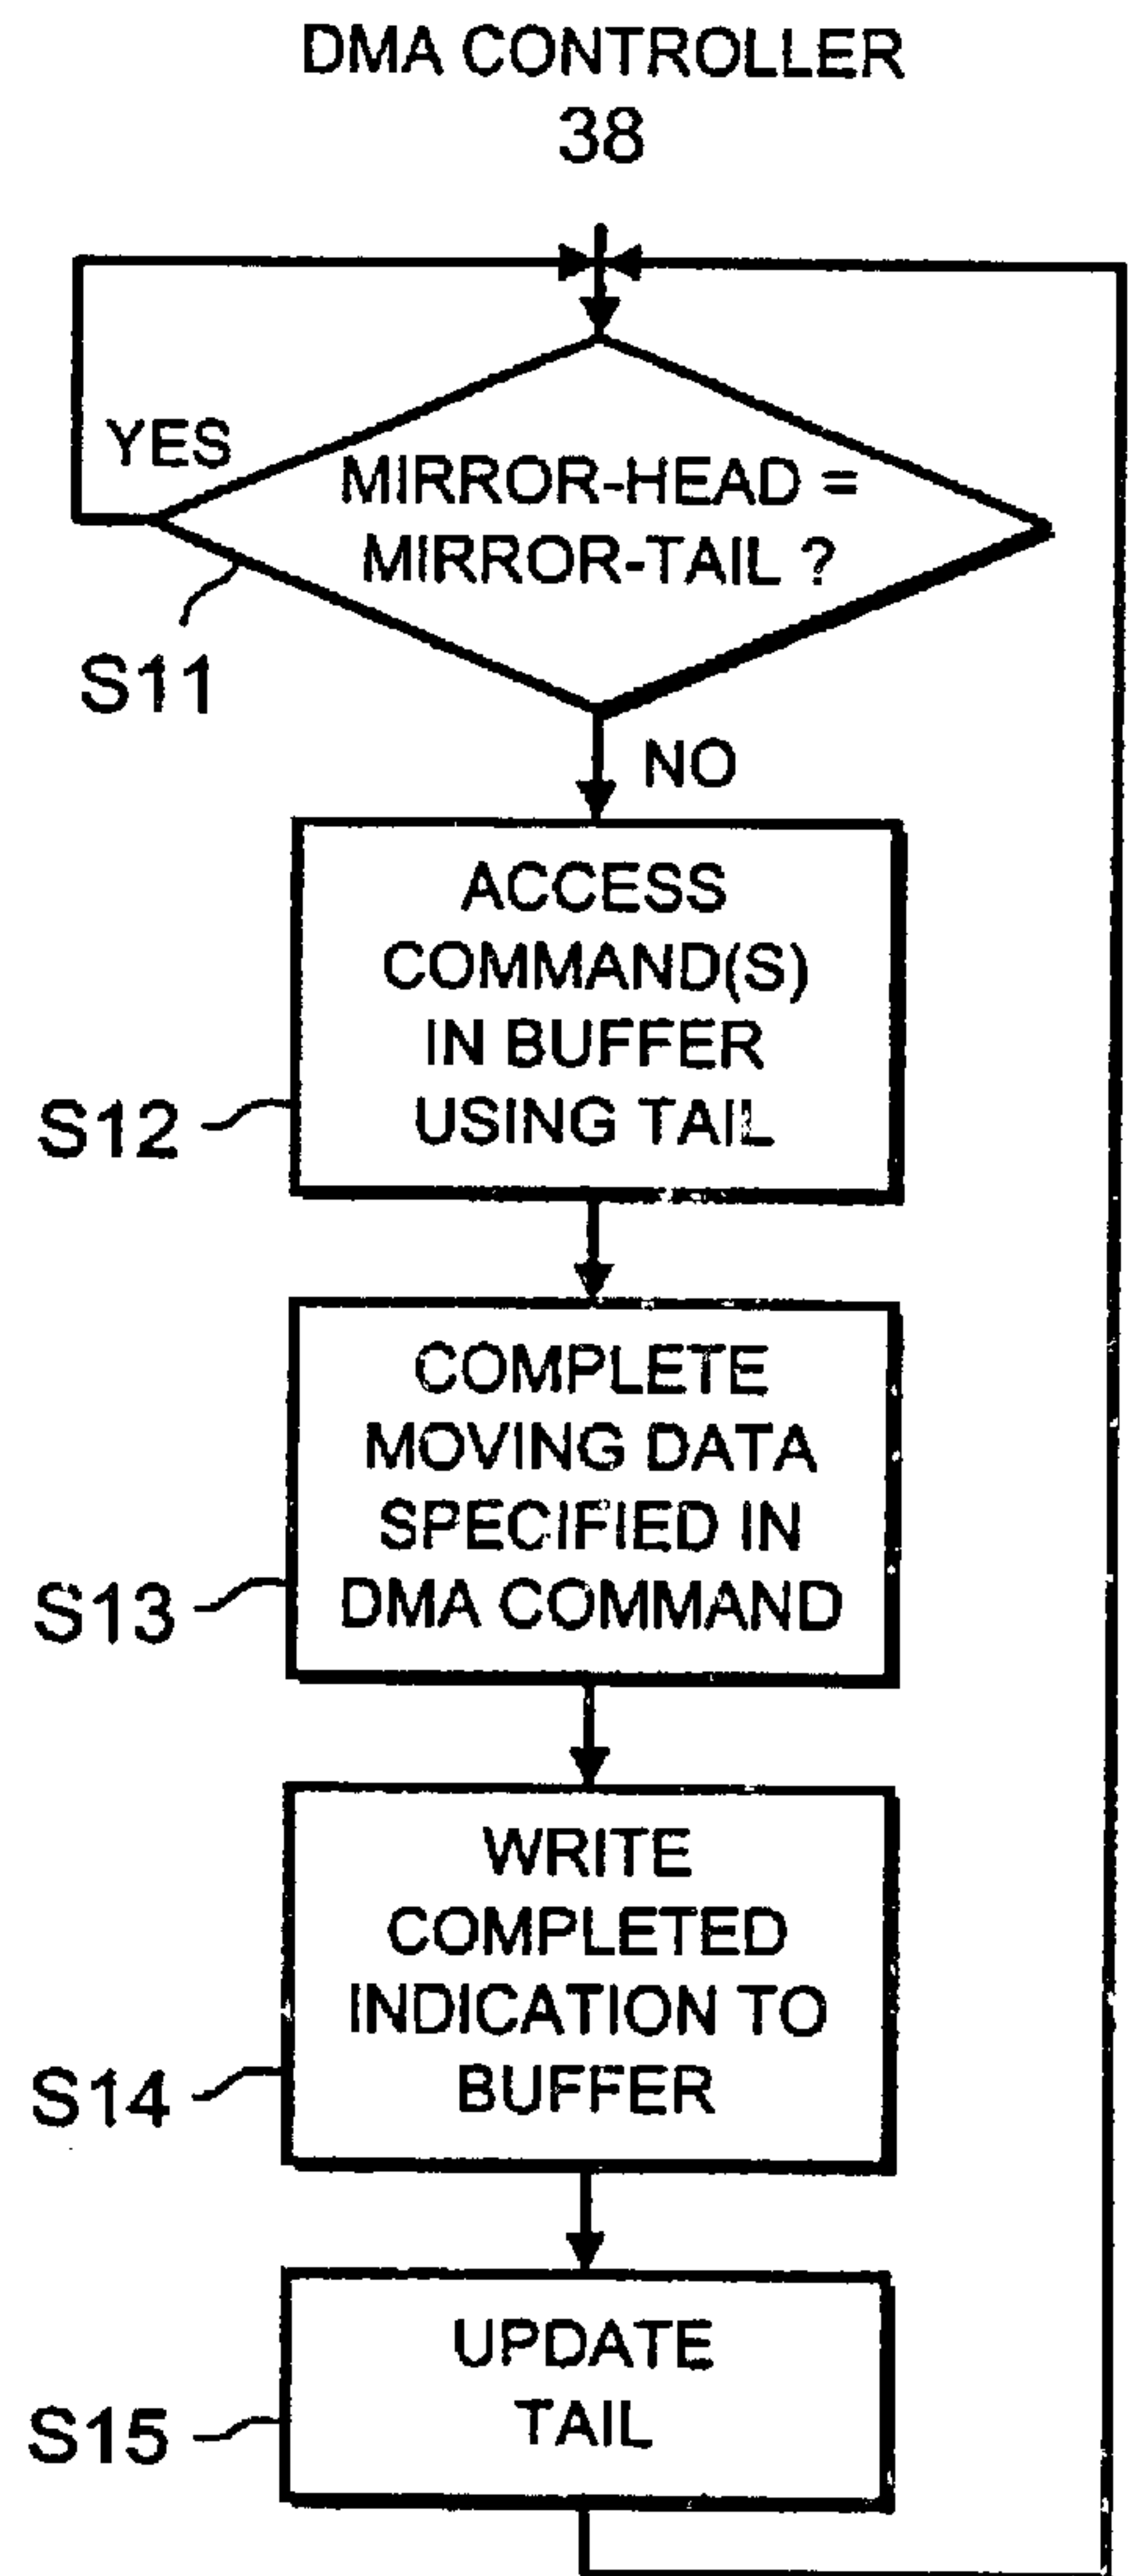 DMA CONTROLLER
38
YES
MIRROR-HEAD =
MIRROR-TAIL ?
S11
NO
ACCESS
COMMAND(S)
IN BUFFER
USING TAIL
S12
COMPLETE
MOVING DATA
SPECIFIED IN
DMA COMMAND
S13
WRITE
COMPLETED
INDICATION TO
BUFFER
S14
UPDATE
TAIL
S15